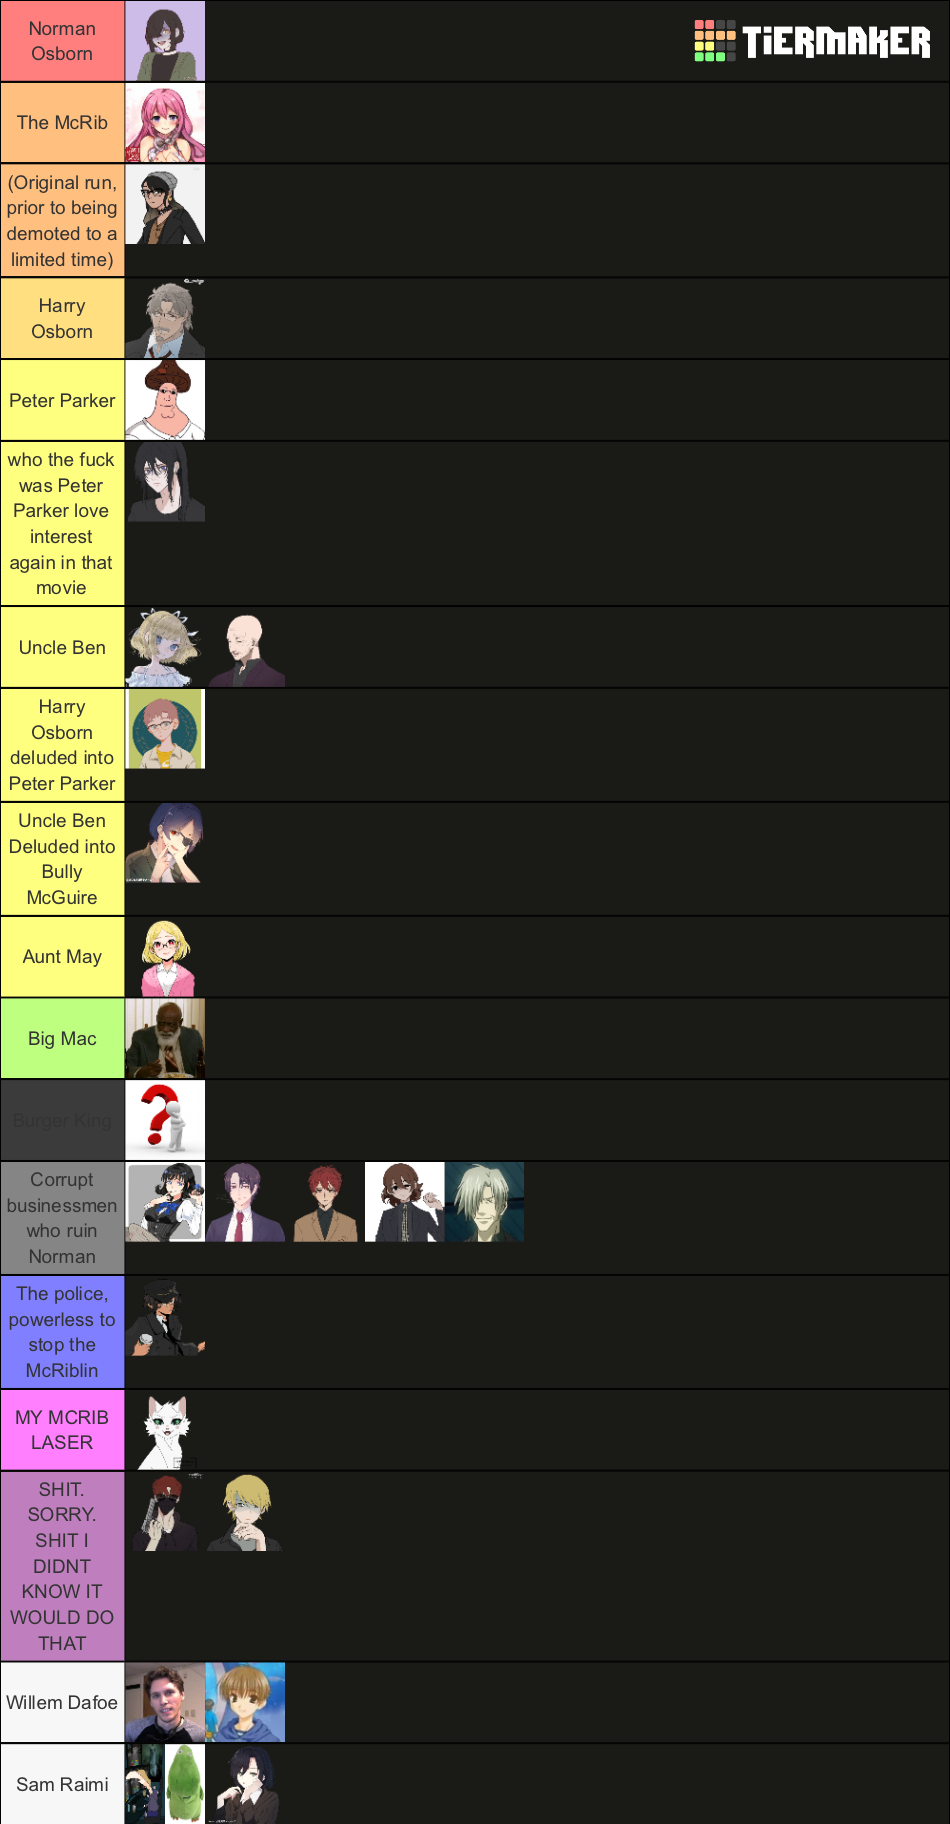 Norman
Osborn
TiERMAKER
The McRib
(Original run,
prior to being
demoted to a
limited time)
Harry
Osborn
Peter Parker
who the fuck
was Peter
Parker love
interest
again in that
movie
Uncle Ben
Harry
Osborn
deluded into
Peter Parker
Uncle Ben
Deluded into
Bully
McGuire
Aunt May
Big Mac
Burger King
Corrupt
businessmen
who ruin
Norman
The police,
powerless to
stop the
McRiblin
MY MCRIB
LASER
SHIT.
SORRY.
SHIT I
DIDNT
KNOW IT
WOULD DO
THAT
Willem Dafoe
Sam Raimi